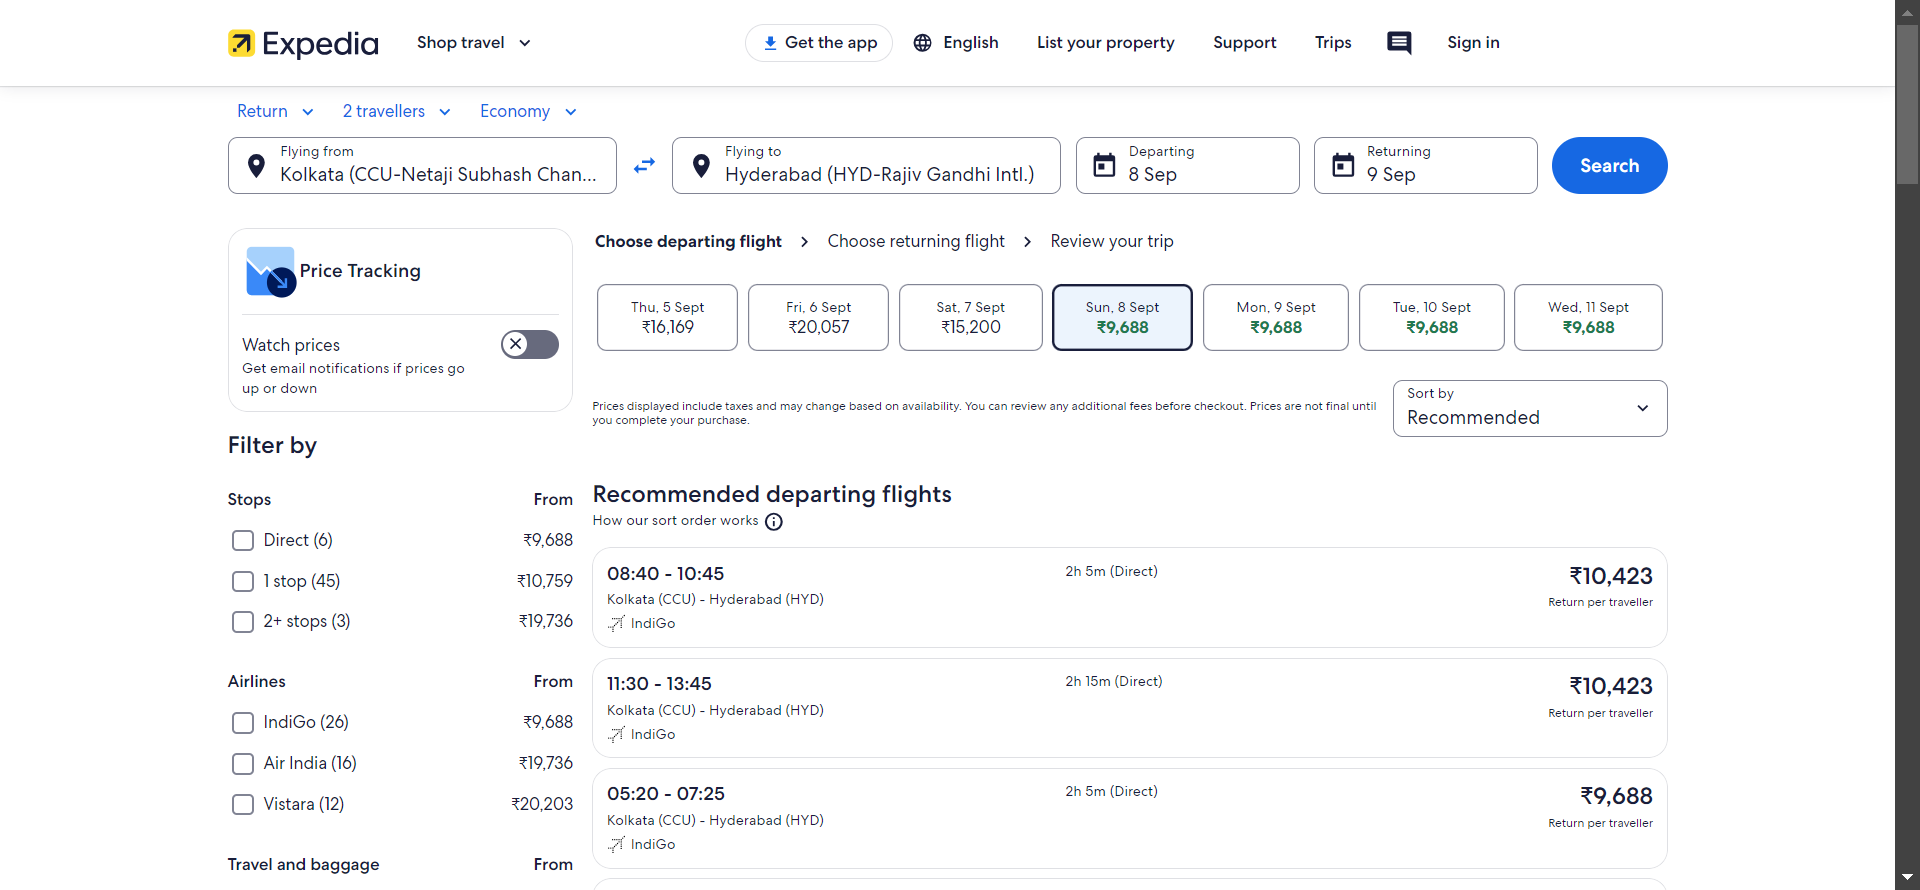 Expedia
Shop travel
Get the app
English
List your property
Support
Trips
Sign in
Return
2 travellers
Economy
Flying from
Kolkata (CCU-Netaji Subhash Chan...
Flying to
Hyderabad (HYD-Rajiv Gandhi Intl.)
Departing
8 Sep
Returning
9 Sep
Search
Price Tracking
Watch prices
Get email notifications if prices go
up or down
Filter by
Stops From
Direct (6) ₹9,688
1 stop (45) ₹10,759
2+ stops (3) ₹19,736
Airlines From
IndiGo (26) ₹9,688
Air India (16) ₹19,736
Vistara (12) ₹20,203
Travel and baggage From
Choose departing flight
Choose returning flight
Review your trip
Thu, 5 Sept
₹16,169
Fri, 6 Sept
₹20,057
Sat, 7 Sept
₹15,200
Sun, 8 Sept
₹9,688
Mon, 9 Sept
₹9,688
Tue, 10 Sept
₹9,688
Wed, 11 Sept
₹9,688
Prices displayed include taxes and may change based on availability. You can review any additional fees before checkout. Prices are not final until
you complete your purchase.
Sort by
Recommended
Recommended departing flights
How our sort order works
08:40 - 10:45
Kolkata (CCU) - Hyderabad (HYD)
IndiGo
2h 5m (Direct)
₹10,423
Return per traveller
11:30 - 13:45
Kolkata (CCU) - Hyderabad (HYD)
IndiGo
2h 15m (Direct)
₹10,423
Return per traveller
05:20 - 07:25
Kolkata (CCU) - Hyderabad (HYD)
IndiGo
2h 5m (Direct)
₹9,688
Return per traveller